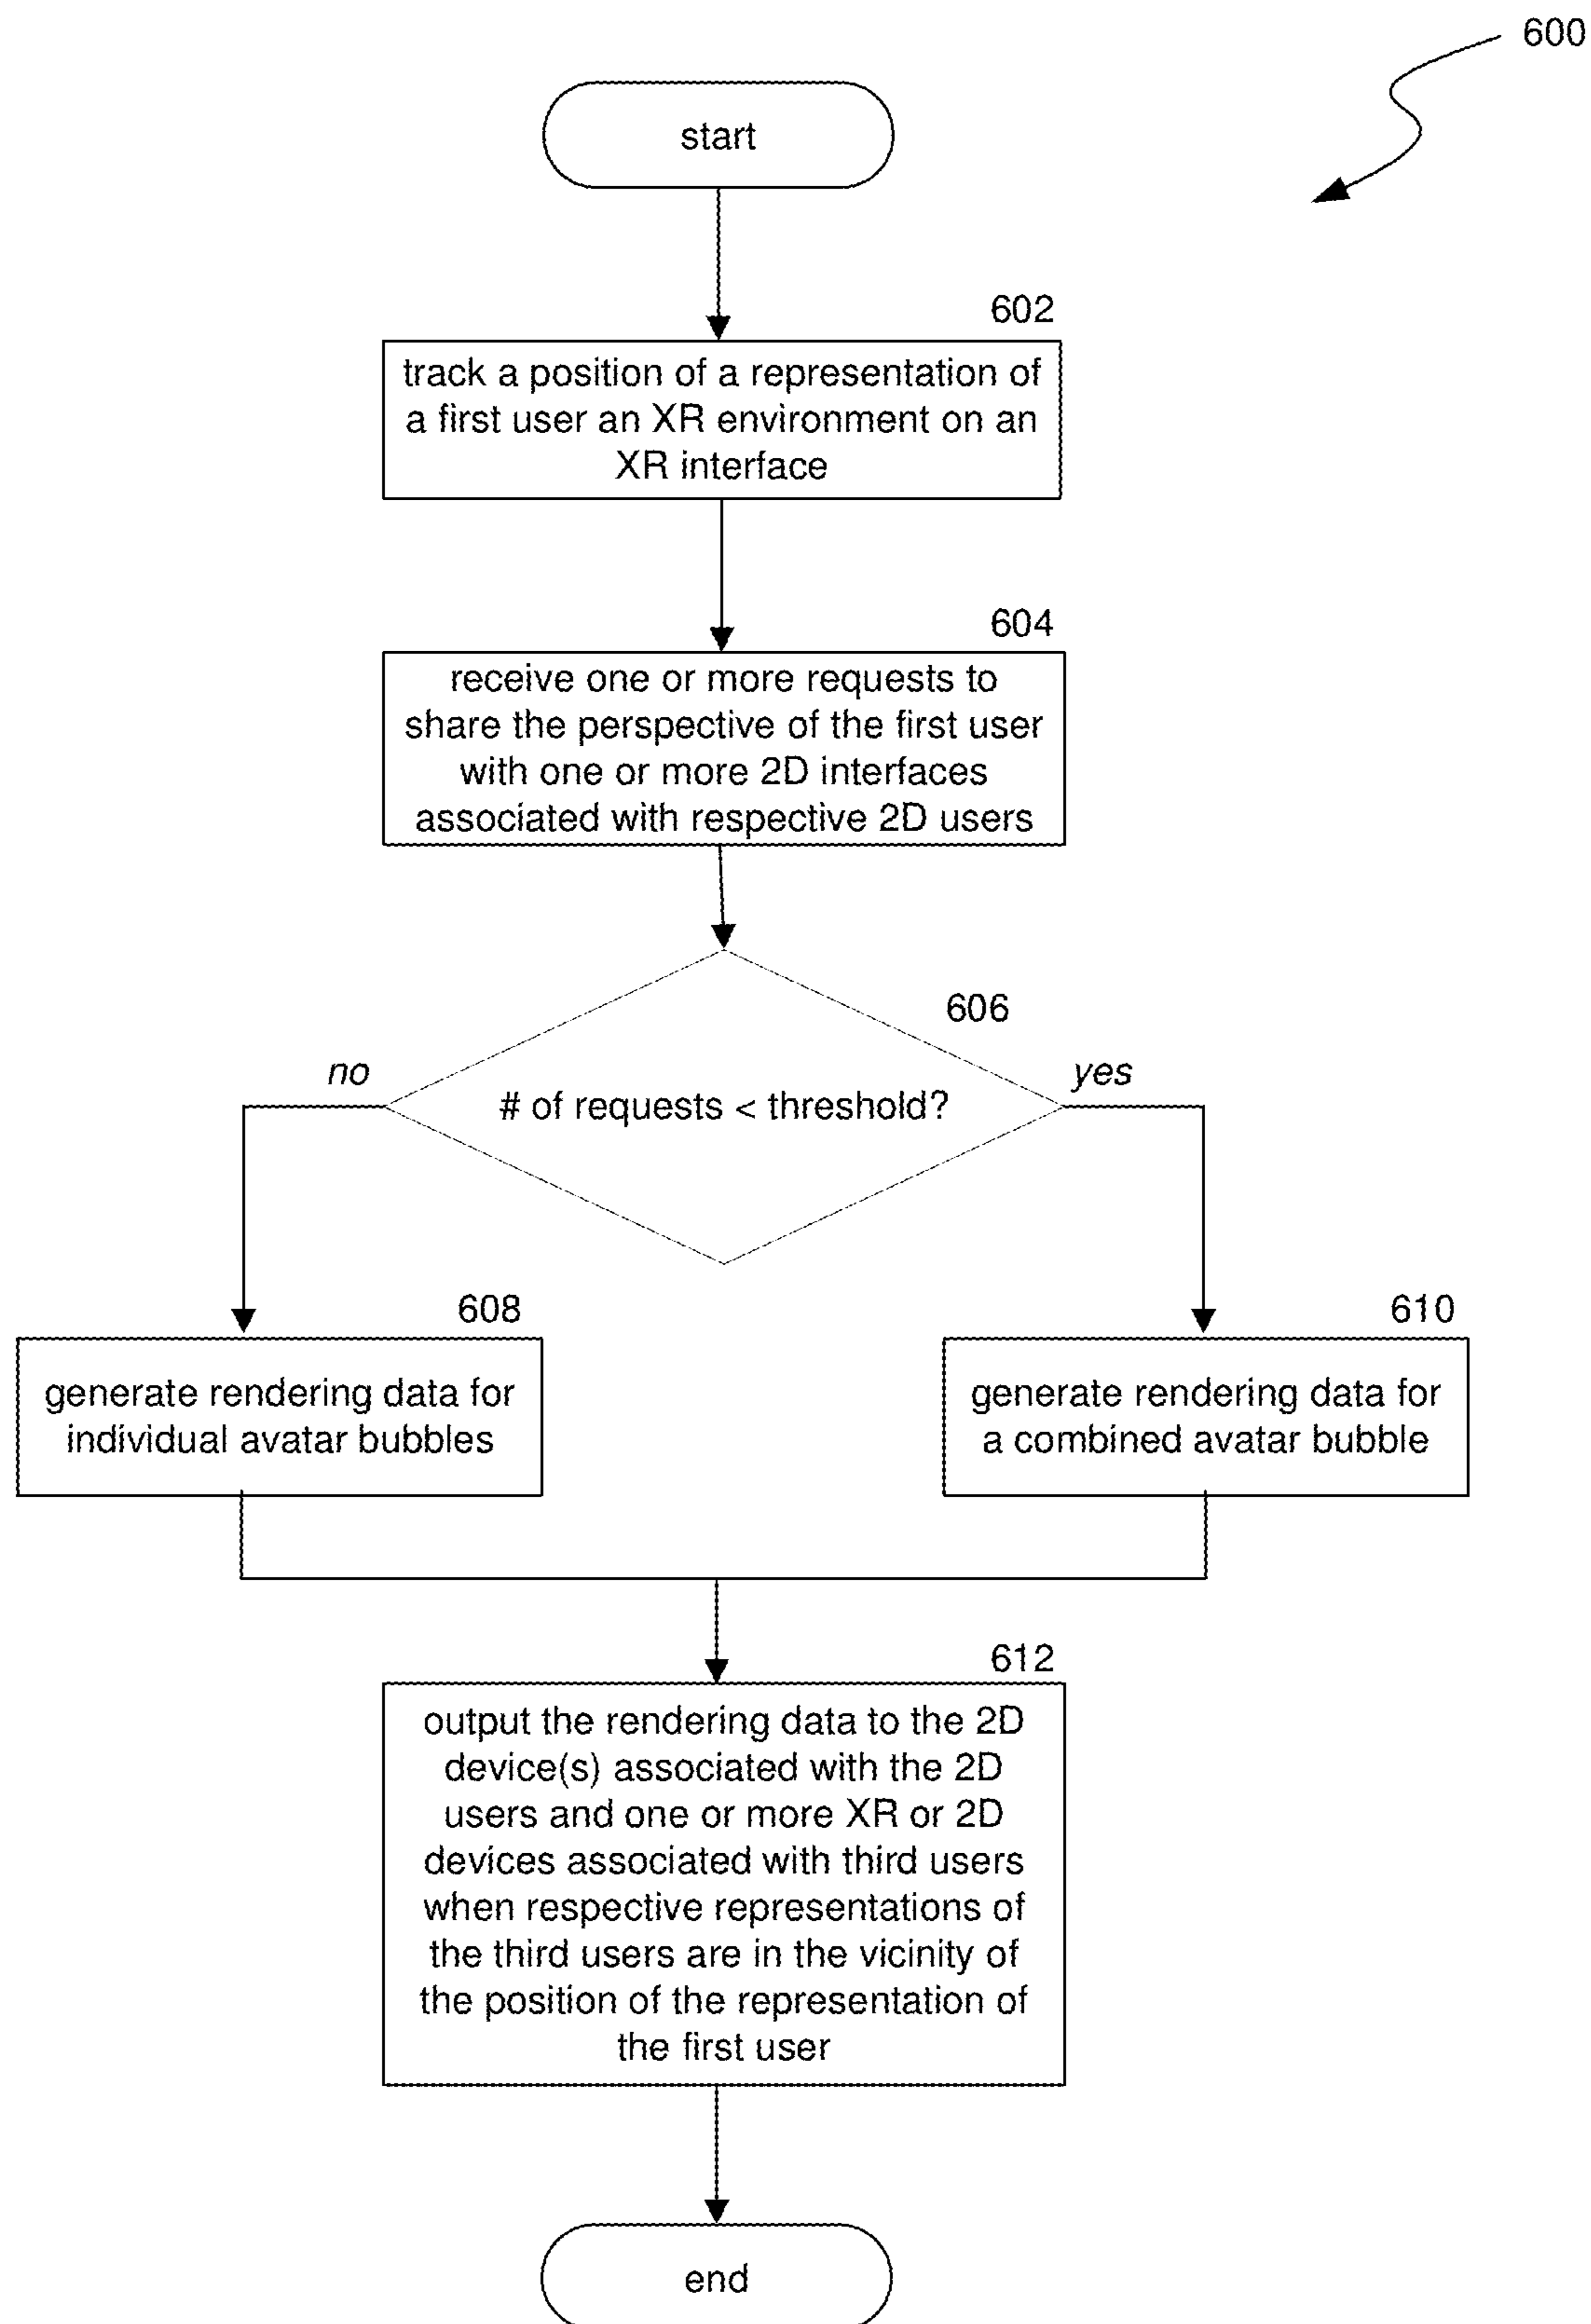 600
start
602
track a position of a representation of
a first user an XR environment on an
XR interface
604
receive one or more requests to
share the perspective of the first user
with one or more 2D interfaces
associated with respective 2D users
606
no
yes
# of requests < threshold?
608
generate rendering data for
individual avatar bubbles
610
generate rendering data for
a combined avatar bubble
612
output the rendering data to the 2D
device(s) associated with the 2D
users and one or more XR or 2D
devices associated with third users
when respective representations of
the third users are in the vicinity of
the position of the representation of
the first user
end